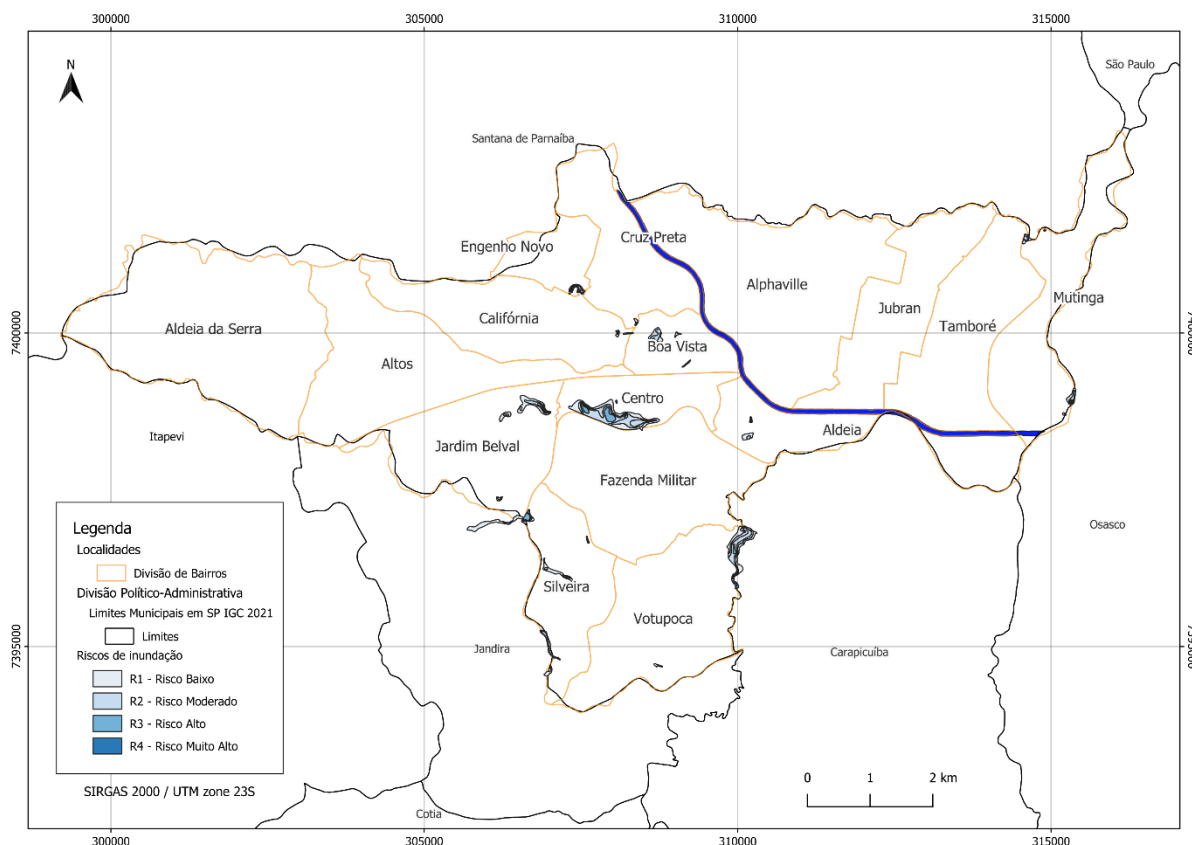 300000
305000
310000
315000
N
São Paulo
Santana de Parnaíba
Cruz Preta
Engenho Novo
Alphaville
Mutinga
Jubran
Califórnia
Aldeia da Serra
Tamboré
7400000
7400000
Boa Vista
Altos
Centro
Aldeia
Itapevi
Jardim Belval
Fazenda Militar
Osasco
Legenda
Localidades
Divisão de Bairros
Divisão Político-Administrativa
Limites Municipais em SP IGC 2021
Limites
Riscos de inundação
R1 - Risco Baixo
R2 - Risco Moderado
R3 - Risco Alto
R4 - Risco Muito Alto
SIRGAS 2000 / UTM zone 23S
Silveira
Votupoca
7395000
7395000
Jandira
Carapicuíba
0 1 2 km
Cotia
300000
305000
310000
315000